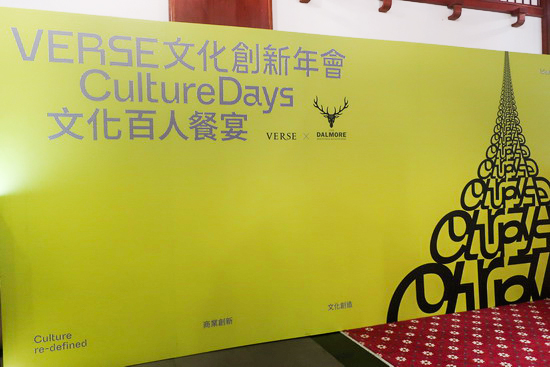 VERSE文化創新年會
CultureDays
文化百人餐宴
VERSE × DALMORE
商業創新
文化創造
Culture
re-defined